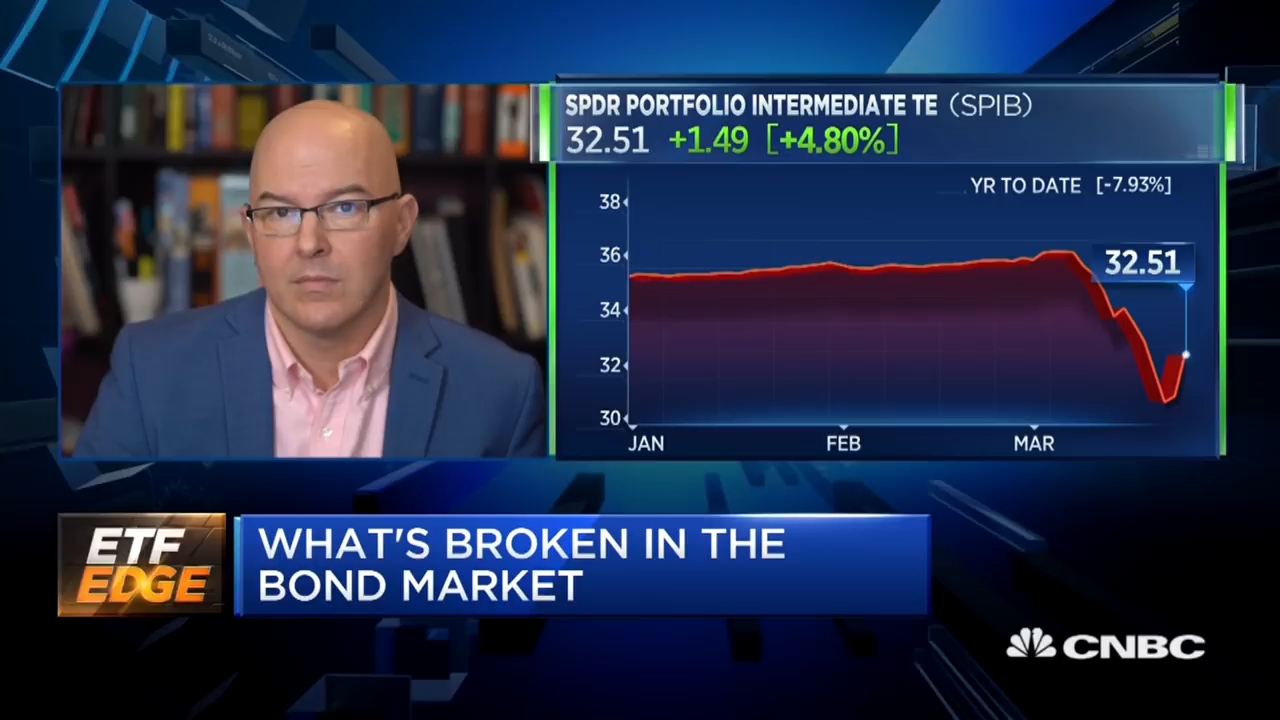 SPDR PORTFOLIO INTERMEDIATE TE (SPIB)
32.51 +1.49 [+4.80%]
YR TO DATE [-7.93%]
38
36
34
32
30
32.51
JAN FEB MAR
ETF
EDGE
WHAT'S BROKEN IN THE
BOND MARKET
CNBC